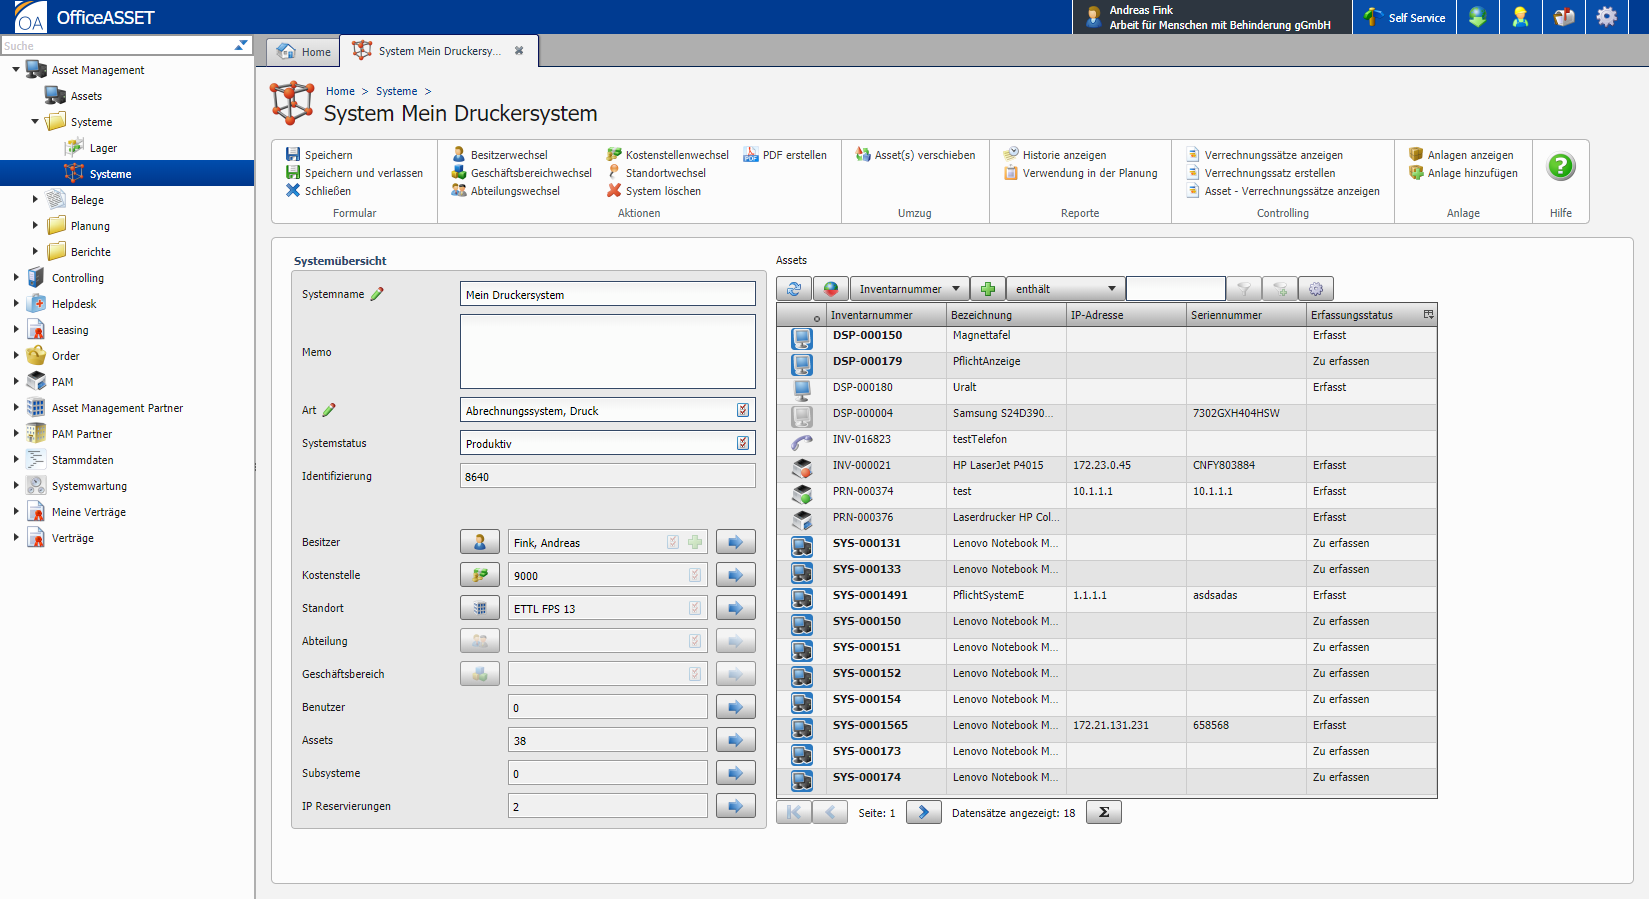 OA OfficeASSET
Andreas Fink
Arbeit für Menschen mit Behinderung gGmbH
Self Service
Suche
Home
System Mein Druckersy...
Asset Management
Assets
Systeme
Lager
Systeme
Belege
Planung
Berichte
Controlling
Helpdesk
Leasing
Order
PAM
Asset Management Partner
PAM Partner
Stammdaten
Systemwartung
Meine Verträge
Verträge
Home > Systeme >
System Mein Druckersystem
Speichern
Speichern und verlassen
Schließen
Formular
Besitzerwechsel
Geschäftsbereichwechsel
Abteilungswechsel
Kostenstellenwechsel
Standortwechsel
System löschen
PDF erstellen
Aktionen
Asset(s) verschieben
Umzug
Historie anzeigen
Verwendung in der Planung
Reporte
Verrechnungssätze anzeigen
Verrechnungssatz erstellen
Asset - Verrechnungssätze anzeigen
Controlling
Anlagen anzeigen
Anlage hinzufügen
Anlage
?
Hilfe
Systemübersicht
Systemname Mein Druckersystem
Memo
Art Abrechnungssystem, Druck
Systemstatus Produktiv
Identifizierung 8640
Besitzer Fink, Andreas
Kostenstelle 9000
Standort ETTL FPS 13
Abteilung
Geschäftsbereich
Benutzer 0
Assets 38
Subsysteme 0
IP Reservierungen 2
Assets
Inventarnummer enthält
Inventarnummer Bezeichnung IP-Adresse Seriennummer Erfassungsstatus
DSP-000150 Magnettafel Erfasst
DSP-000179 PflichtAnzeige Zu erfassen
DSP-000180 Uralt Erfasst
DSP-000004 Samsung S24D390... 7302GXH404HSW
INV-016823 testTelefon
INV-000021 HP LaserJet P4015 172.23.0.45 CNFY803884 Erfasst
PRN-000374 test 10.1.1.1 10.1.1.1 Erfasst
PRN-000376 Laserdrucker HP Col... Erfasst
SYS-000131 Lenovo Notebook M... Zu erfassen
SYS-000133 Lenovo Notebook M... Zu erfassen
SYS-0001491 PflichtSystemE 1.1.1.1 asdsadas Erfasst
SYS-000150 Lenovo Notebook M... Zu erfassen
SYS-000151 Lenovo Notebook M... Zu erfassen
SYS-000152 Lenovo Notebook M... Zu erfassen
SYS-000154 Lenovo Notebook M... Zu erfassen
SYS-0001565 Lenovo Notebook M... 172.21.131.231 658568 Erfasst
SYS-000173 Lenovo Notebook M... Zu erfassen
SYS-000174 Lenovo Notebook M... Zu erfassen
Seite: 1 Datensätze angezeigt: 18 Σ